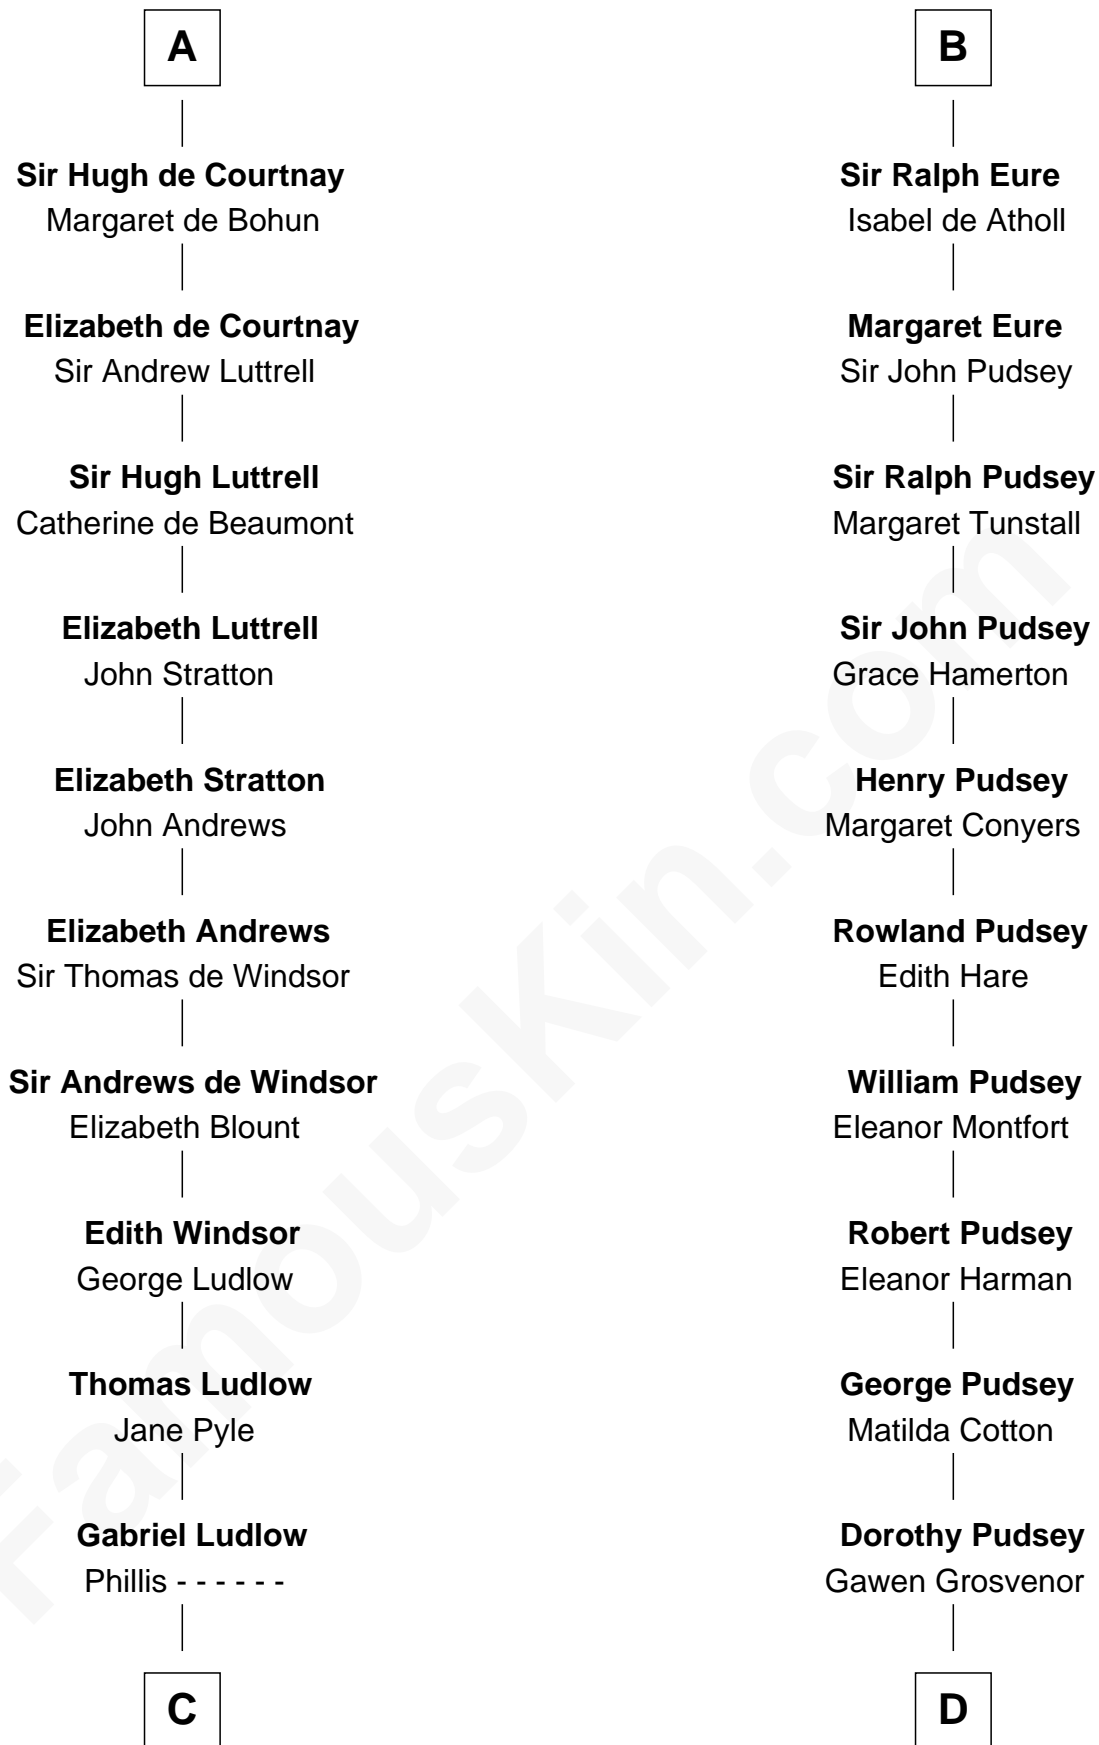 A
Sir Hugh de Courtnay
Margaret de Bohun
Elizabeth de Courtnay
Sir Andrew Luttrell
Sir Hugh Luttrell
Catherine de Beaumont
Elizabeth Luttrell
John Stratton
Elizabeth Stratton
John Andrews
Elizabeth Andrews
Sir Thomas de Windsor
Sir Andrews de Windsor
Elizabeth Blount
Edith Windsor
George Ludlow
Thomas Ludlow
Jane Pyle
Gabriel Ludlow
Phillis - - - - - -
C
B
Sir Ralph Eure
Isabel de Atholl
Margaret Eure
Sir John Pudsey
Sir Ralph Pudsey
Margaret Tunstall
Sir John Pudsey
Grace Hamerton
Henry Pudsey
Margaret Conyers
Rowland Pudsey
Edith Hare
William Pudsey
Eleanor Montfort
Robert Pudsey
Eleanor Harman
George Pudsey
Matilda Cotton
Dorothy Pudsey
Gawen Grosvenor
D
FamousKin.com